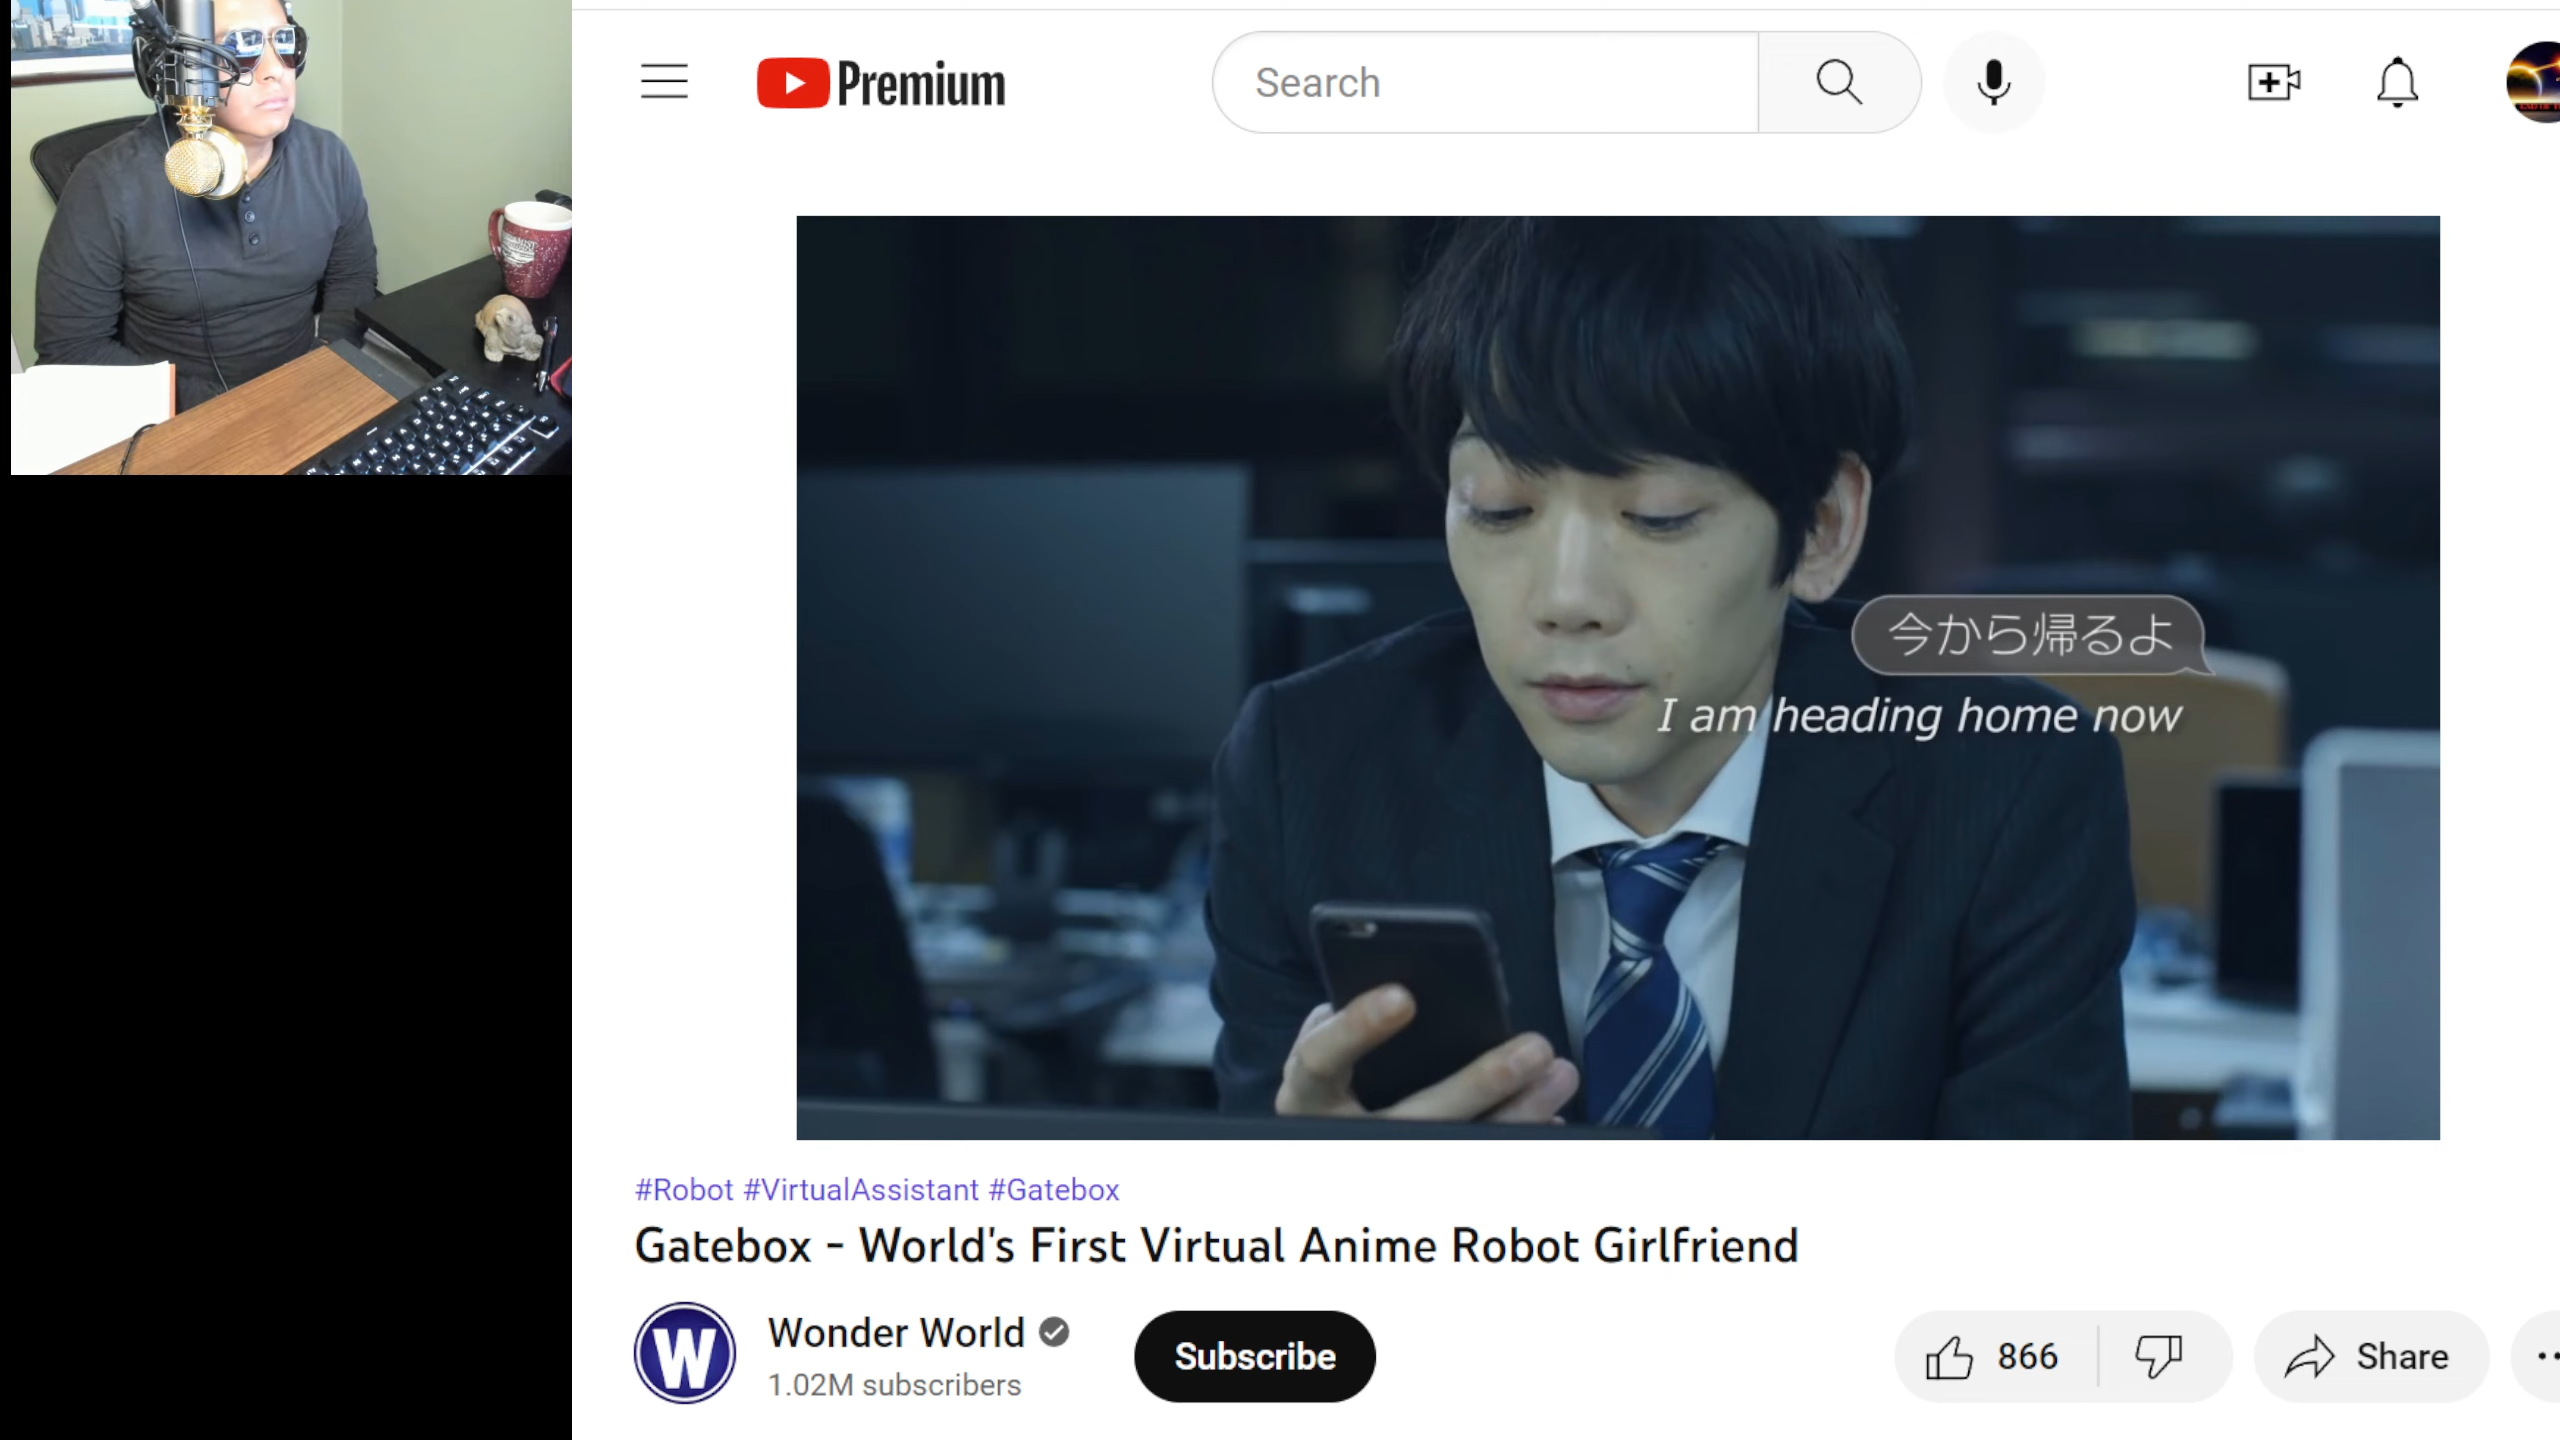 Premium
Search
今から帰るよ
I am heading home now
#Robot #VirtualAssistant #Gatebox
Gatebox - World's First Virtual Anime Robot Girlfriend
W
Wonder World
1.02M subscribers
Subscribe
866
Share